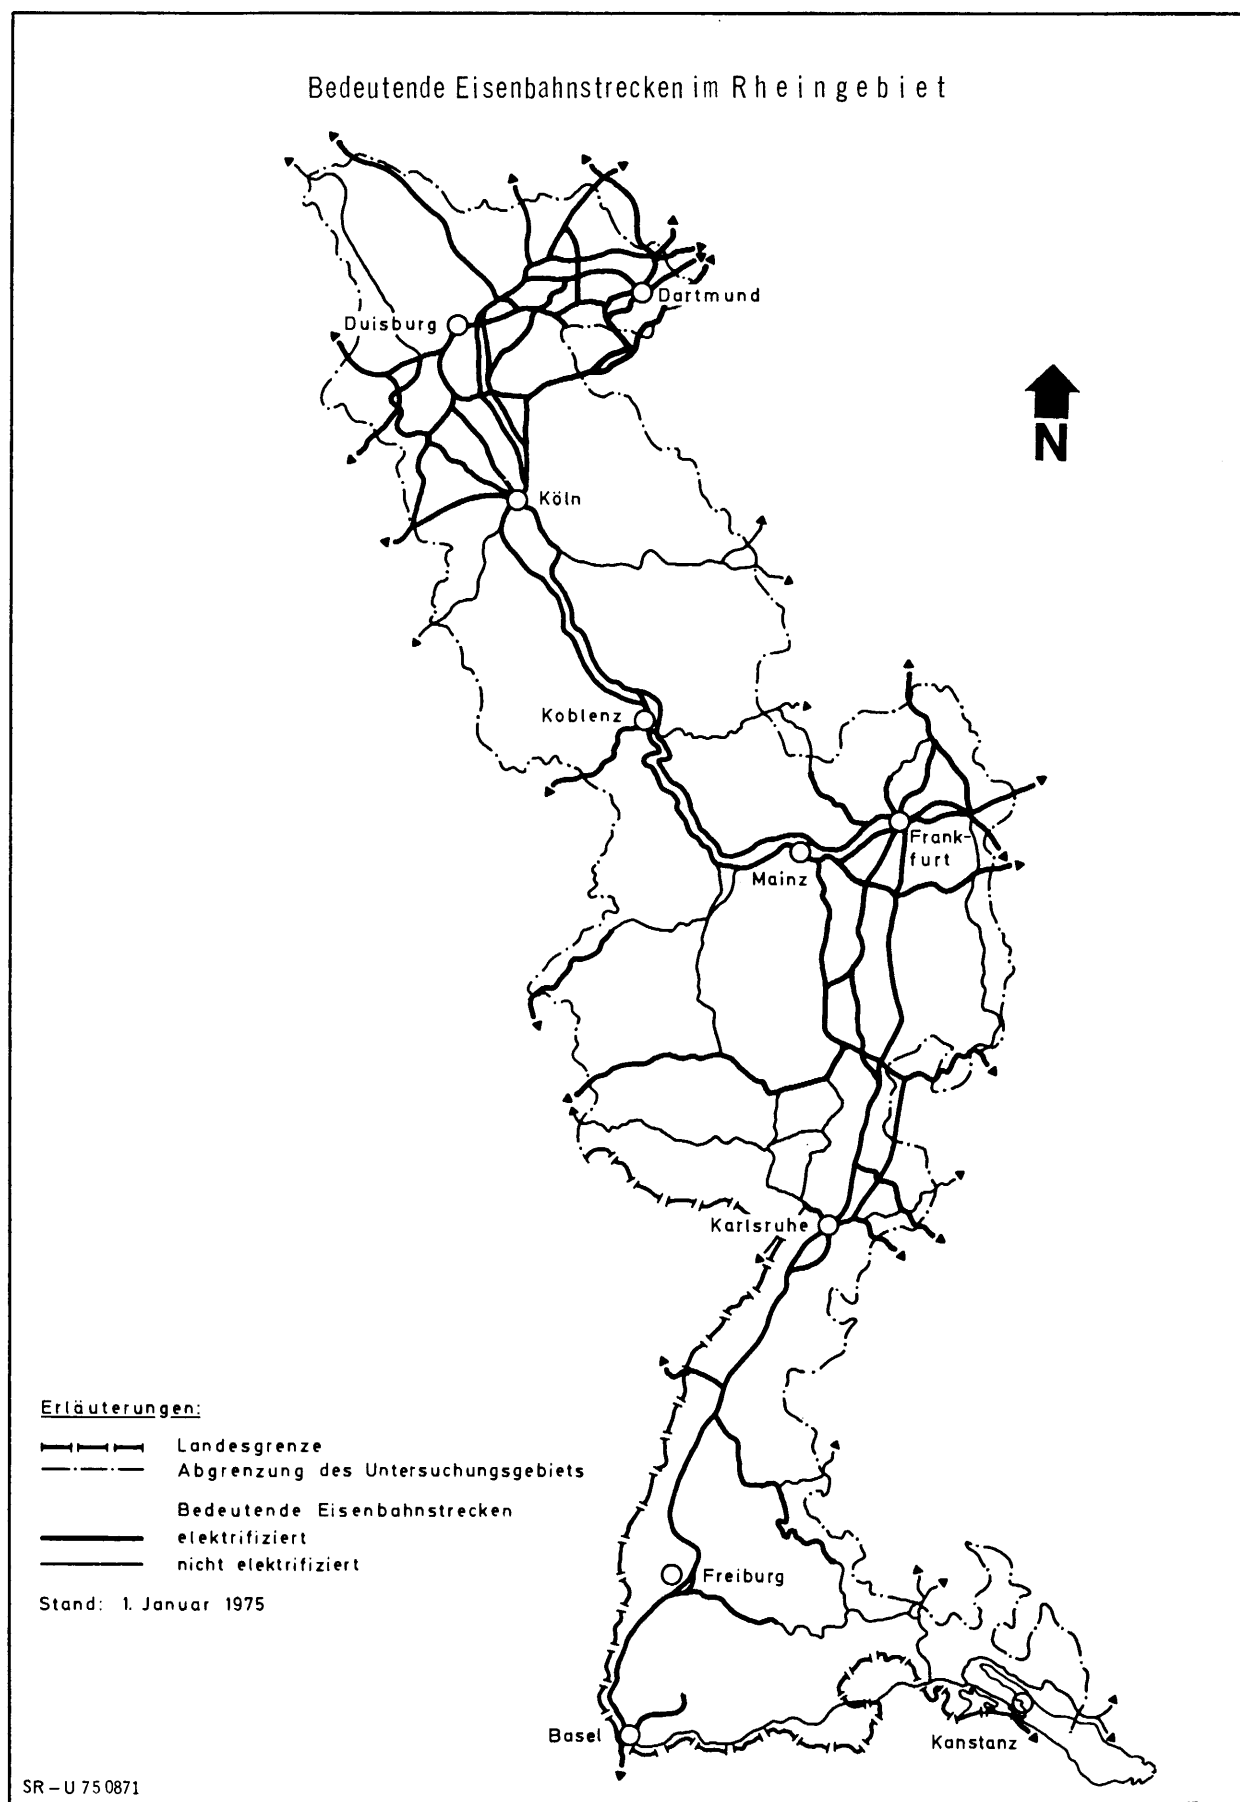 Bedeutende Eisenbahnstrecken im Rheingebiet
Dartmund
Duisburg
N
Köln
Koblenz
Frank-
furt
Mainz
Karlsruhe
Erläuterungen:
Landesgrenze
Abgrenzung des Untersuchungsgebiets
Bedeutende Eisenbahnstrecken
elektrifiziert
nicht elektrifiziert
Freiburg
Stand: 1. Januar 1975
Basel
Kanstanz
SR – U 75 0871